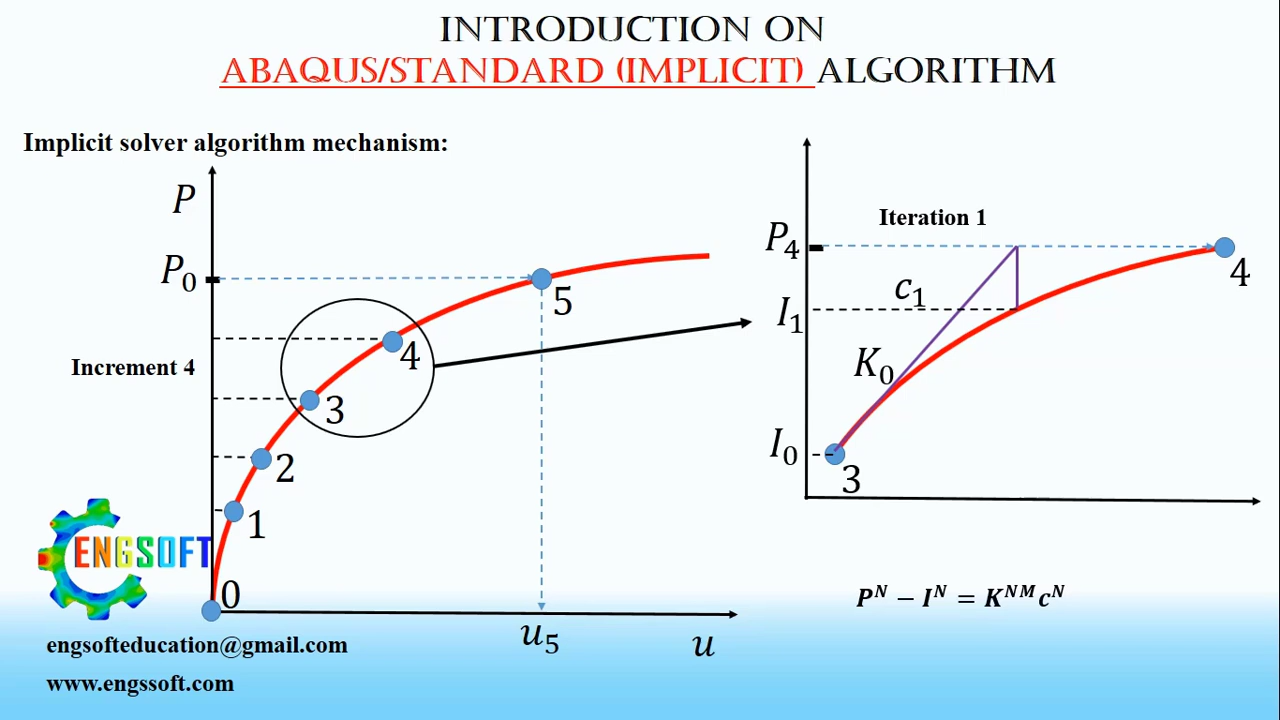 INTRODUCTION ON
ABAQUS/STANDARD (IMPLICIT) ALGORITHM
Implicit solver algorithm mechanism:
P
P₀
5
4
Increment 4
3
2
1
0
u₅
u
Iteration 1
P₄
4
c₁
I₁
K₀
I₀
3
Pᴺ − Iᴺ = Kᴺᴹcᴺ
ENGSOFT
engsofteducation@gmail.com
www.engssoft.com